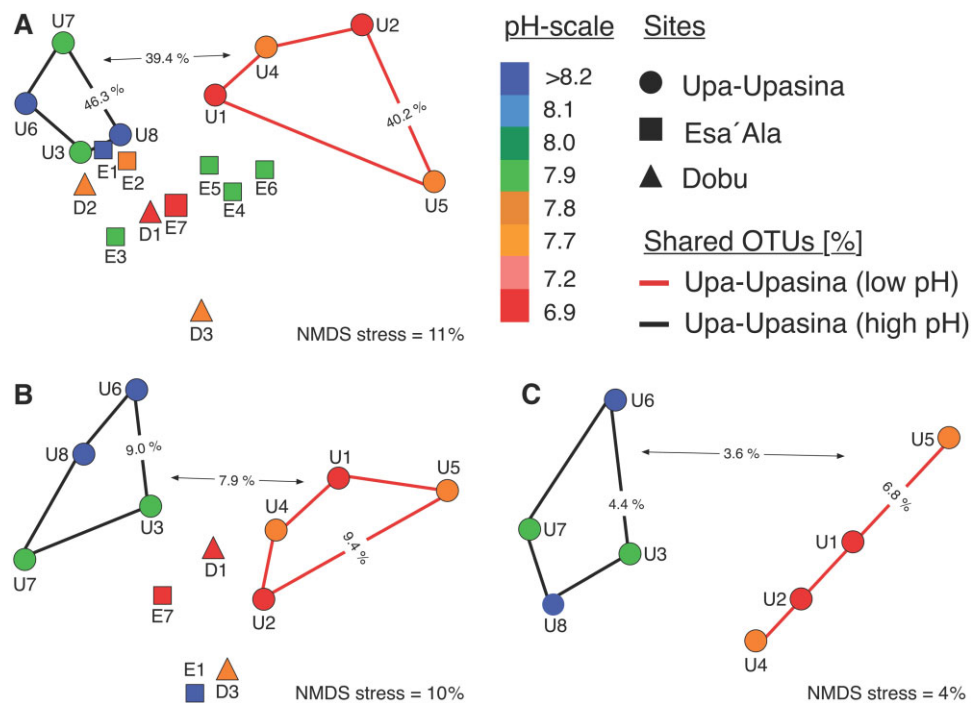 A
U7
39.4 %
U4
U2
46.3 %
U6
U8
U1
40.2 %
U3
E1
E2
E5
E6
U5
D2
E4
D1
E7
E3
D3
NMDS stress = 11%
pH-scale
>8.2
8.1
8.0
7.9
7.8
7.7
7.2
6.9
Sites
Upa-Upasina
Esa´Ala
Dobu
Shared OTUs [%]
Upa-Upasina (low pH)
Upa-Upasina (high pH)
B
U6
U8
9.0 %
7.9 %
U1
U5
U3
U4
9.4 %
D1
U7
E7
U2
E1
D3
NMDS stress = 10%
C
U6
U5
3.6 %
6.8 %
4.4 %
U7
U1
U3
U2
U8
U4
NMDS stress = 4%